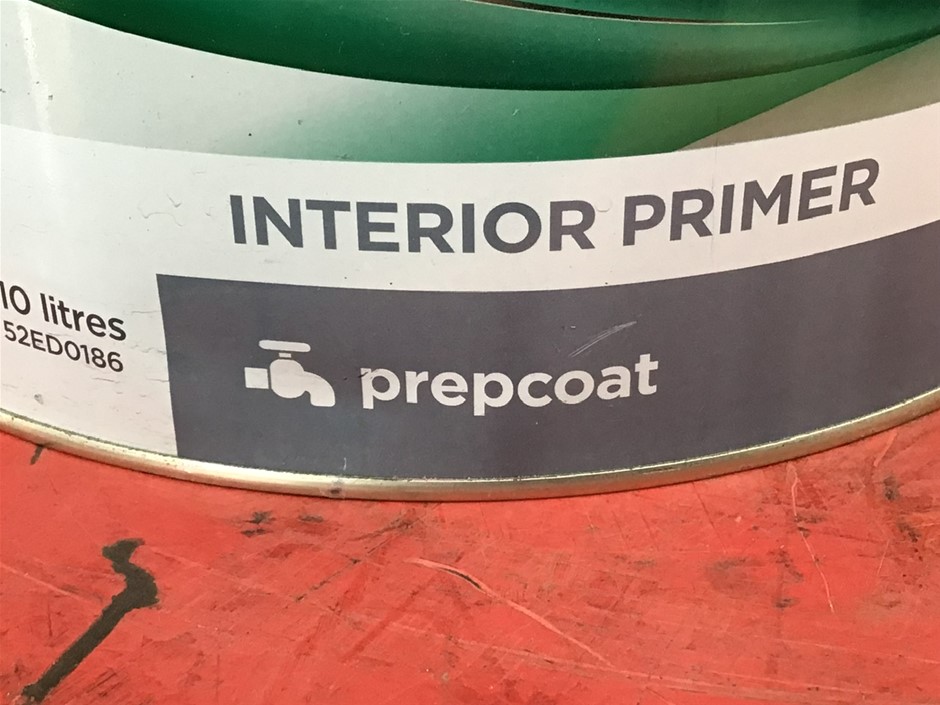 INTERIOR PRIMER
10 litres
52ED0186
prepcoat